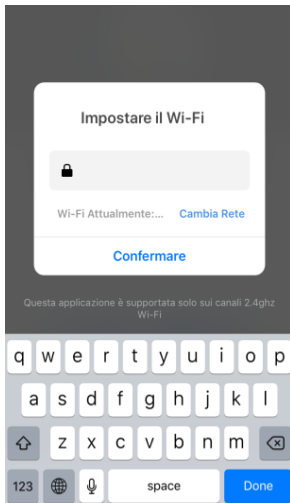 Impostare il Wi-Fi
Wi-Fi Attualmente:... Cambia Rete
Confermare
Questa applicazione è supportata solo sui canali 2.4ghz
Wi-Fi
q w e r t y u i o p
a s d f g h j k l
z x c v b n m
123 space Done